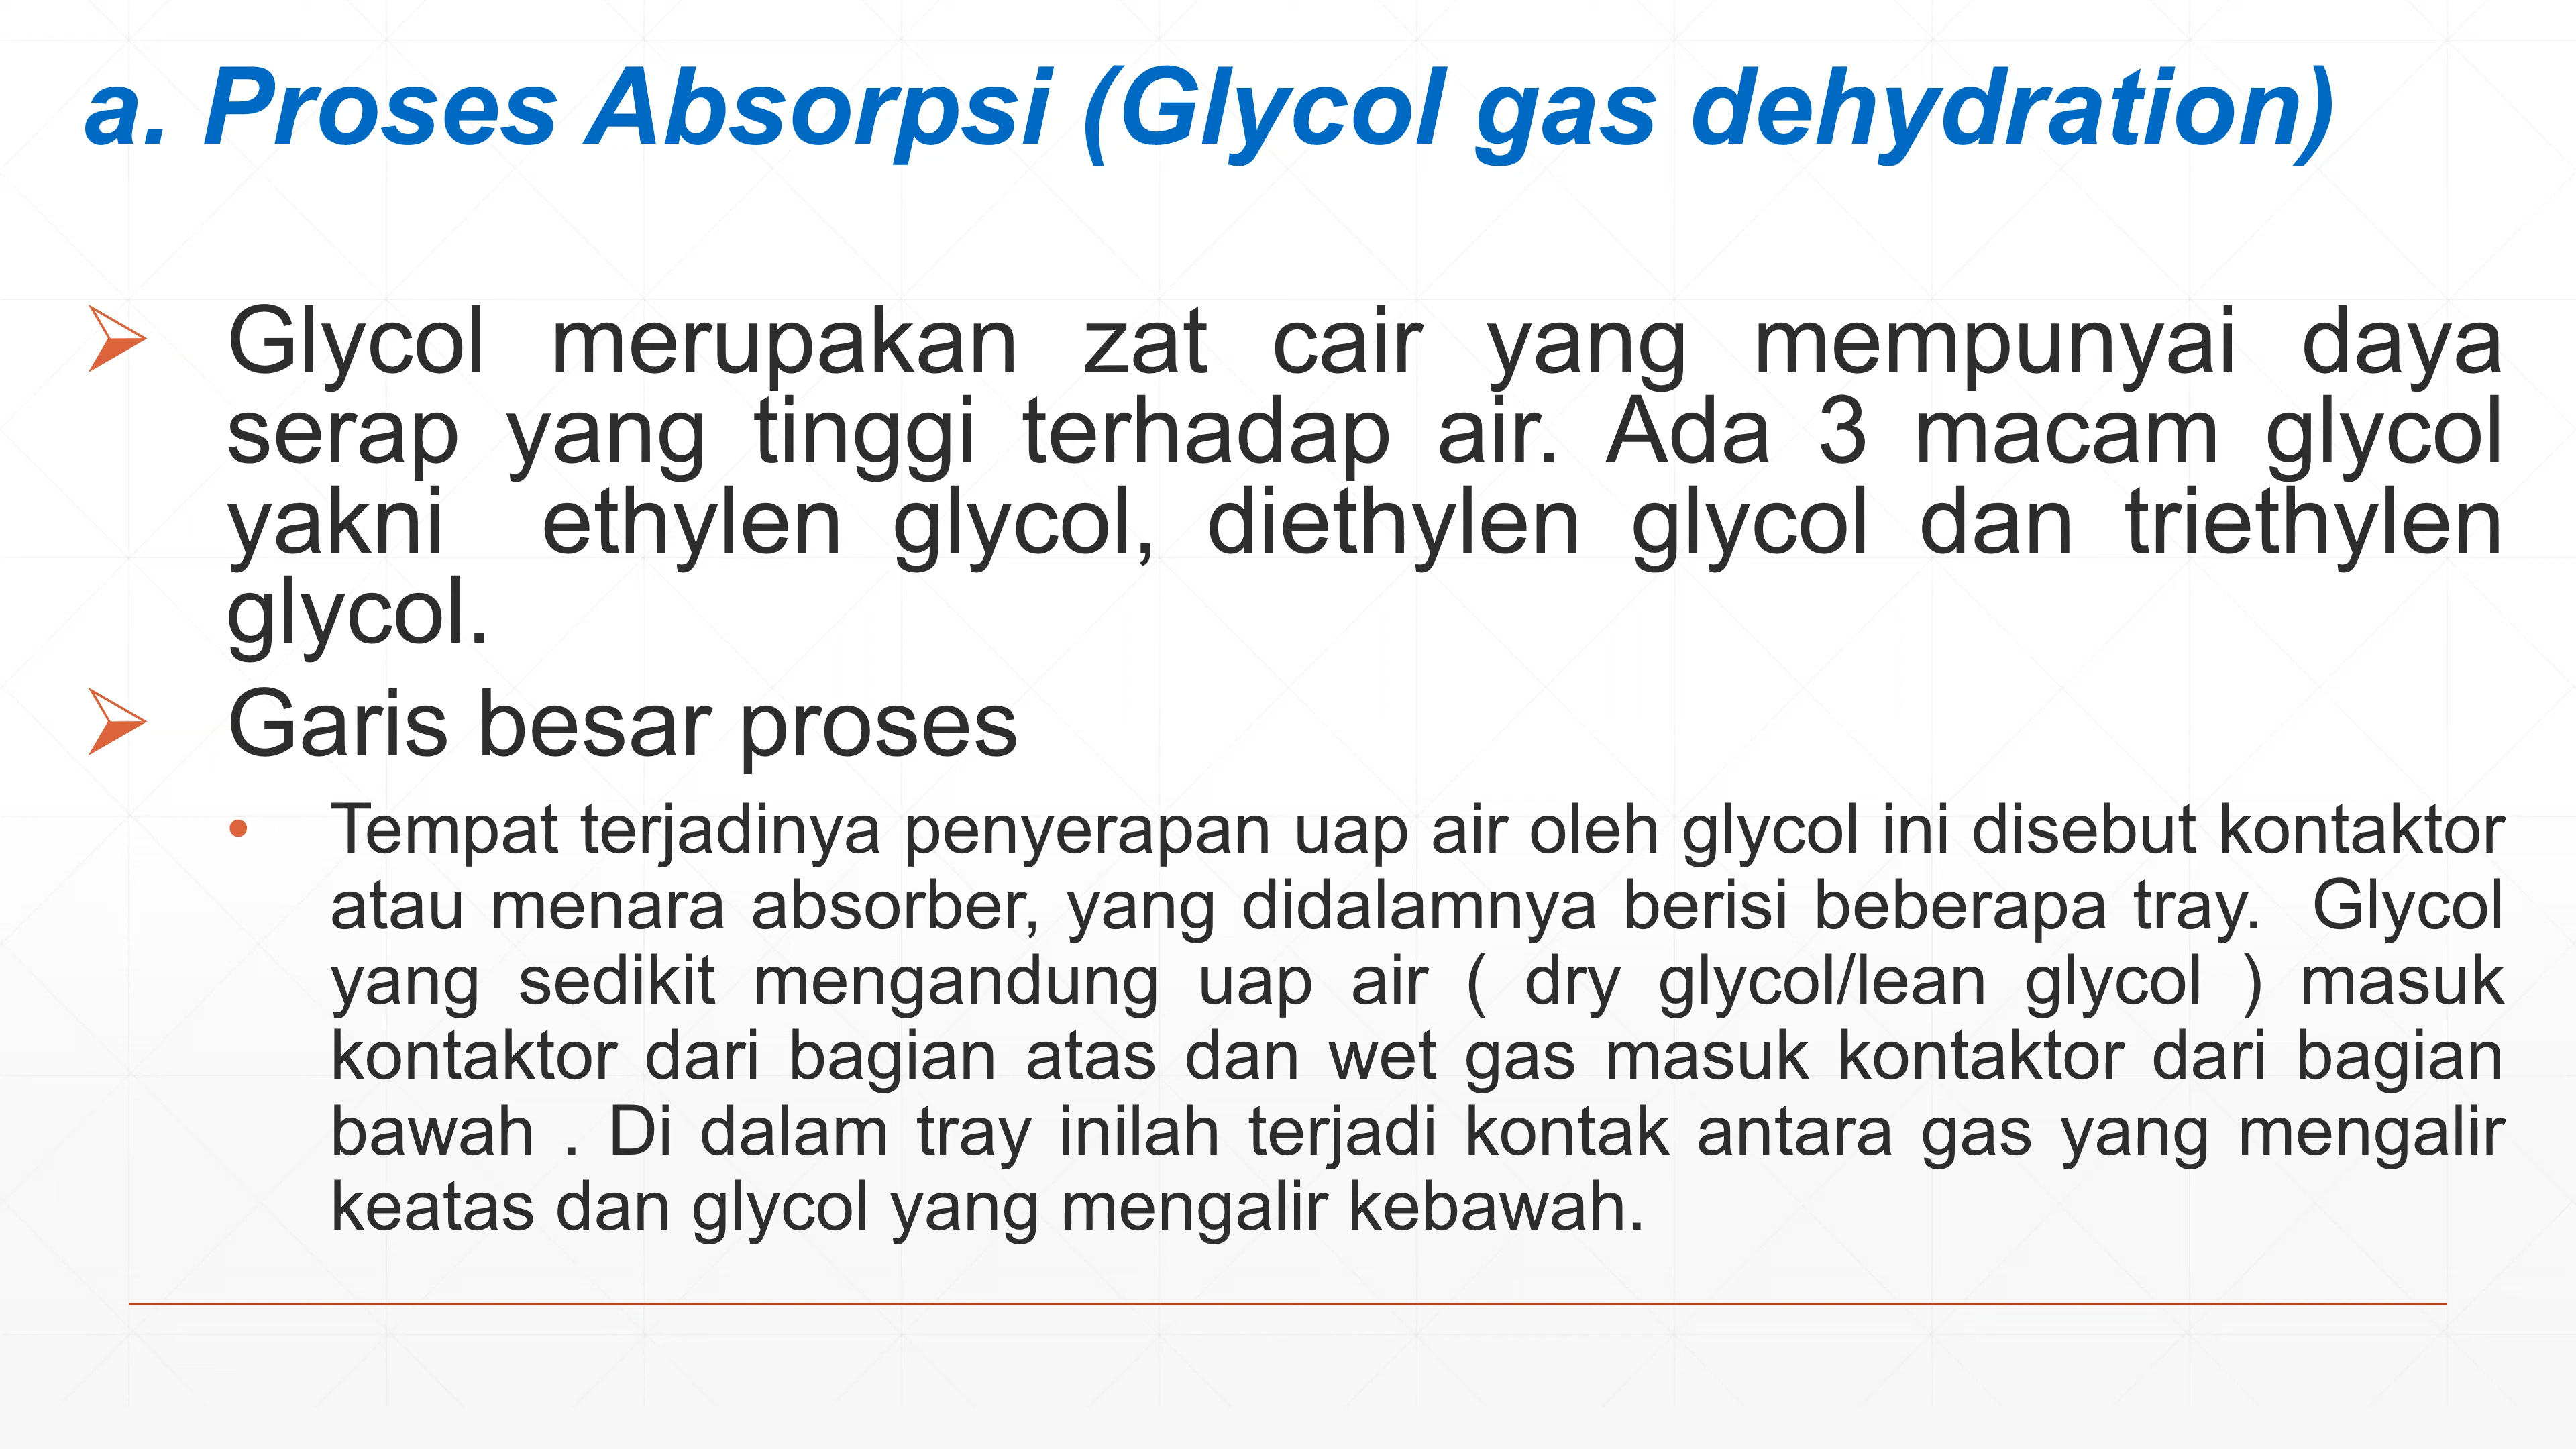 a. Proses Absorpsi (Glycol gas dehydration)
Glycol merupakan zat cair yang mempunyai daya
serap yang tinggi terhadap air. Ada 3 macam glycol
yakni  ethylen glycol, diethylen glycol dan triethylen
glycol.
Garis besar proses
• Tempat terjadinya penyerapan uap air oleh glycol ini disebut kontaktor
atau menara absorber, yang didalamnya berisi beberapa tray.  Glycol
yang sedikit mengandung uap air ( dry glycol/lean glycol ) masuk
kontaktor dari bagian atas dan wet gas masuk kontaktor dari bagian
bawah . Di dalam tray inilah terjadi kontak antara gas yang mengalir
keatas dan glycol yang mengalir kebawah.